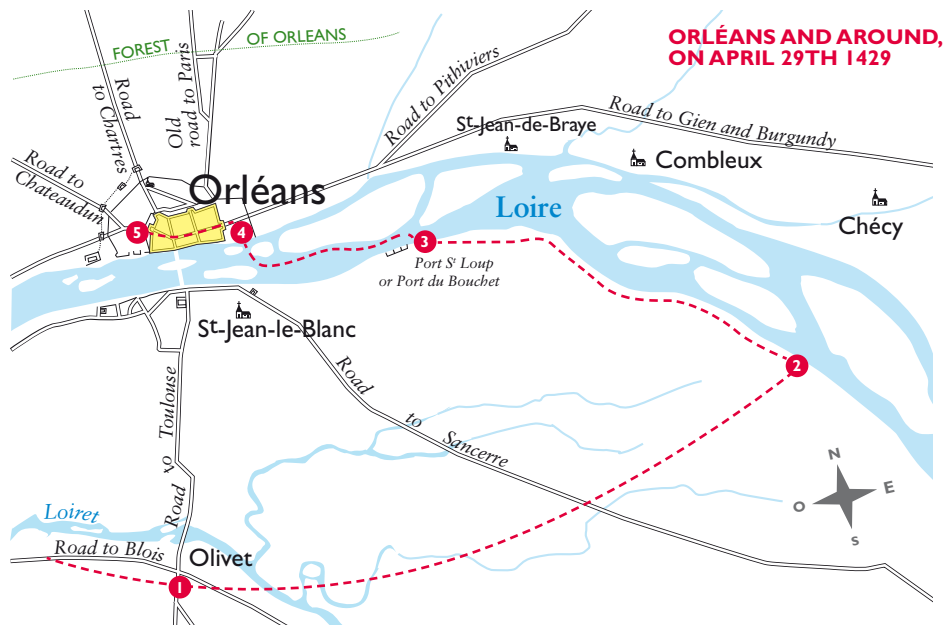 ORLÉANS AND AROUND,
ON APRIL 29TH 1429
FOREST OF ORLEANS
Road
to Chartres
Old
road to Paris
Road to Pithiviers
Road to Gien and Burgundy
St-Jean-de-Braye
Combleux
Chécy
Road to
Chateaudun
Orléans
Loire
5
4
3
Port St Loup
or Port du Bouchet
St-Jean-le-Blanc
2
Road to Sancerre
Road to Toulouse
N
O
E
S
Loiret
Road to Blois
Olivet
1